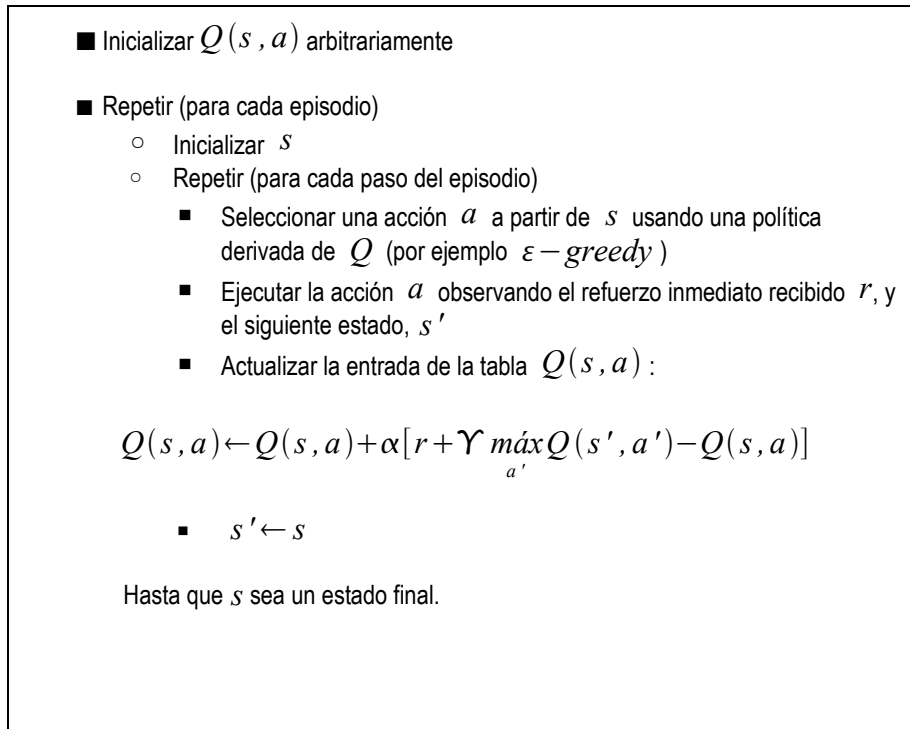 ■ Inicializar Q(s,a) arbitrariamente
■ Repetir (para cada episodio)
○ Inicializar s
○ Repetir (para cada paso del episodio)
■ Seleccionar una acción a a partir de s usando una política
derivada de Q (por ejemplo ε−greedy)
■ Ejecutar la acción a observando el refuerzo inmediato recibido r, y
el siguiente estado, s'
■ Actualizar la entrada de la tabla Q(s,a) :
Q(s,a)←Q(s,a)+α[r+ϒ máx Q(s',a')−Q(s,a)]
a'
■ s'←s
Hasta que s sea un estado final.